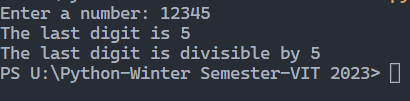 Enter a number: 12345
The last digit is 5
The last digit is divisible by 5
PS U:\Python-Winter Semester-VIT 2023>